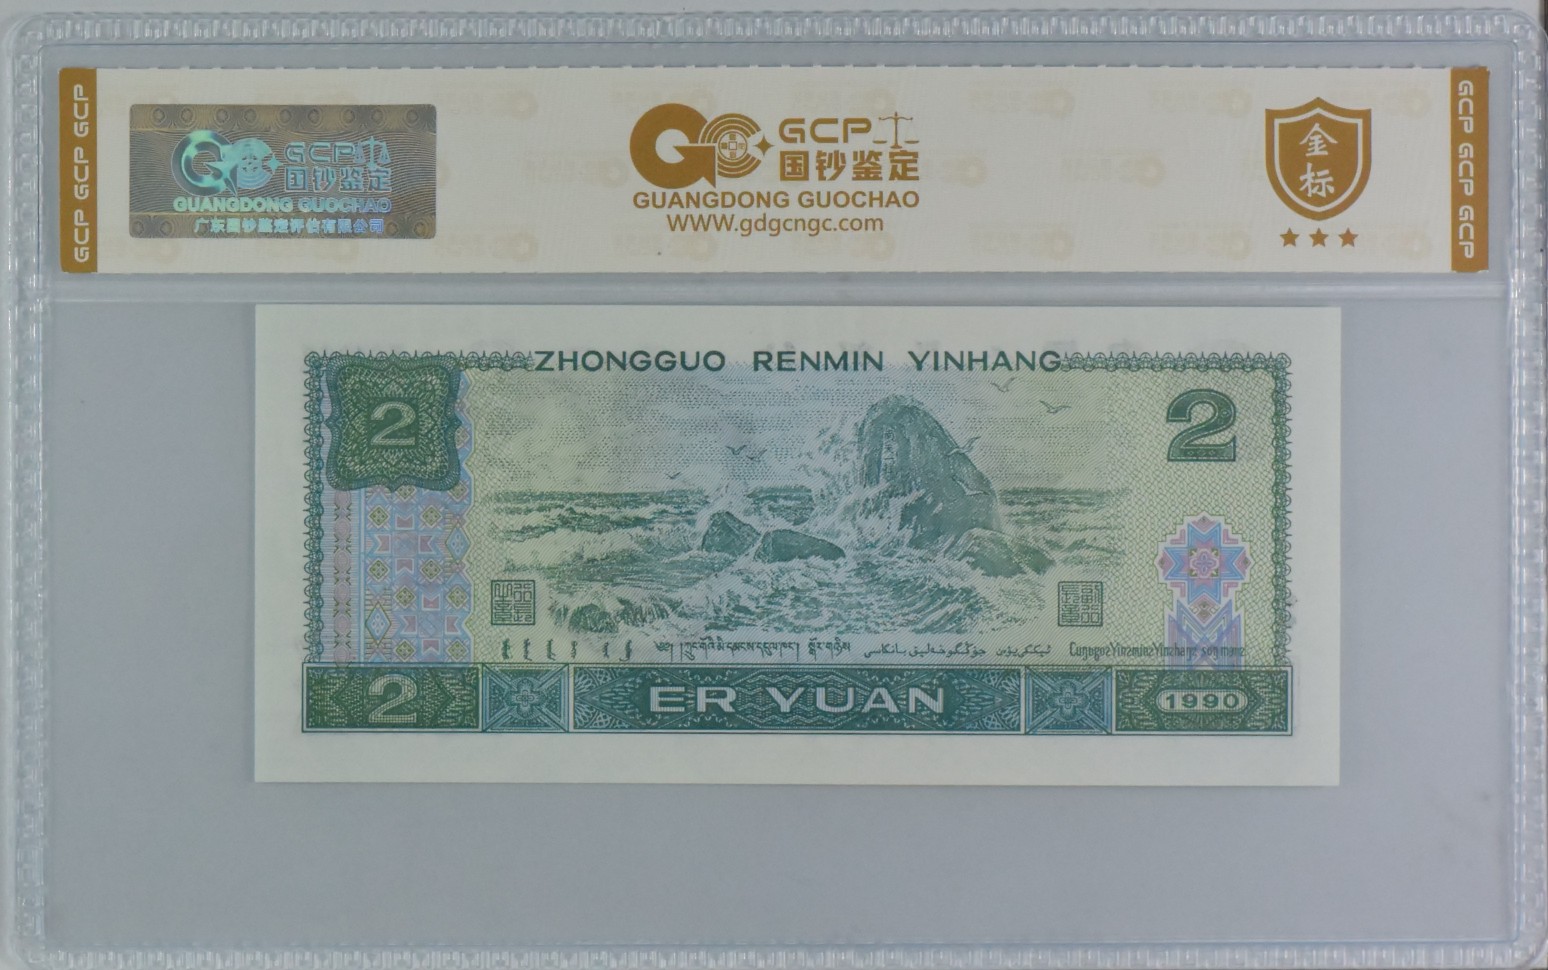 GCP GCP GCP
GCP
国钞鉴定
GUANGDONG GUOCHAO
广东国钞鉴定评估有限公司
GCP
国钞鉴定
GUANGDONG GUOCHAO
WWW.gdgcngc.com
金
标
GCP GCP GCP
ZHONGGUO RENMIN YINHANG
2
2
2
ER YUAN
1990